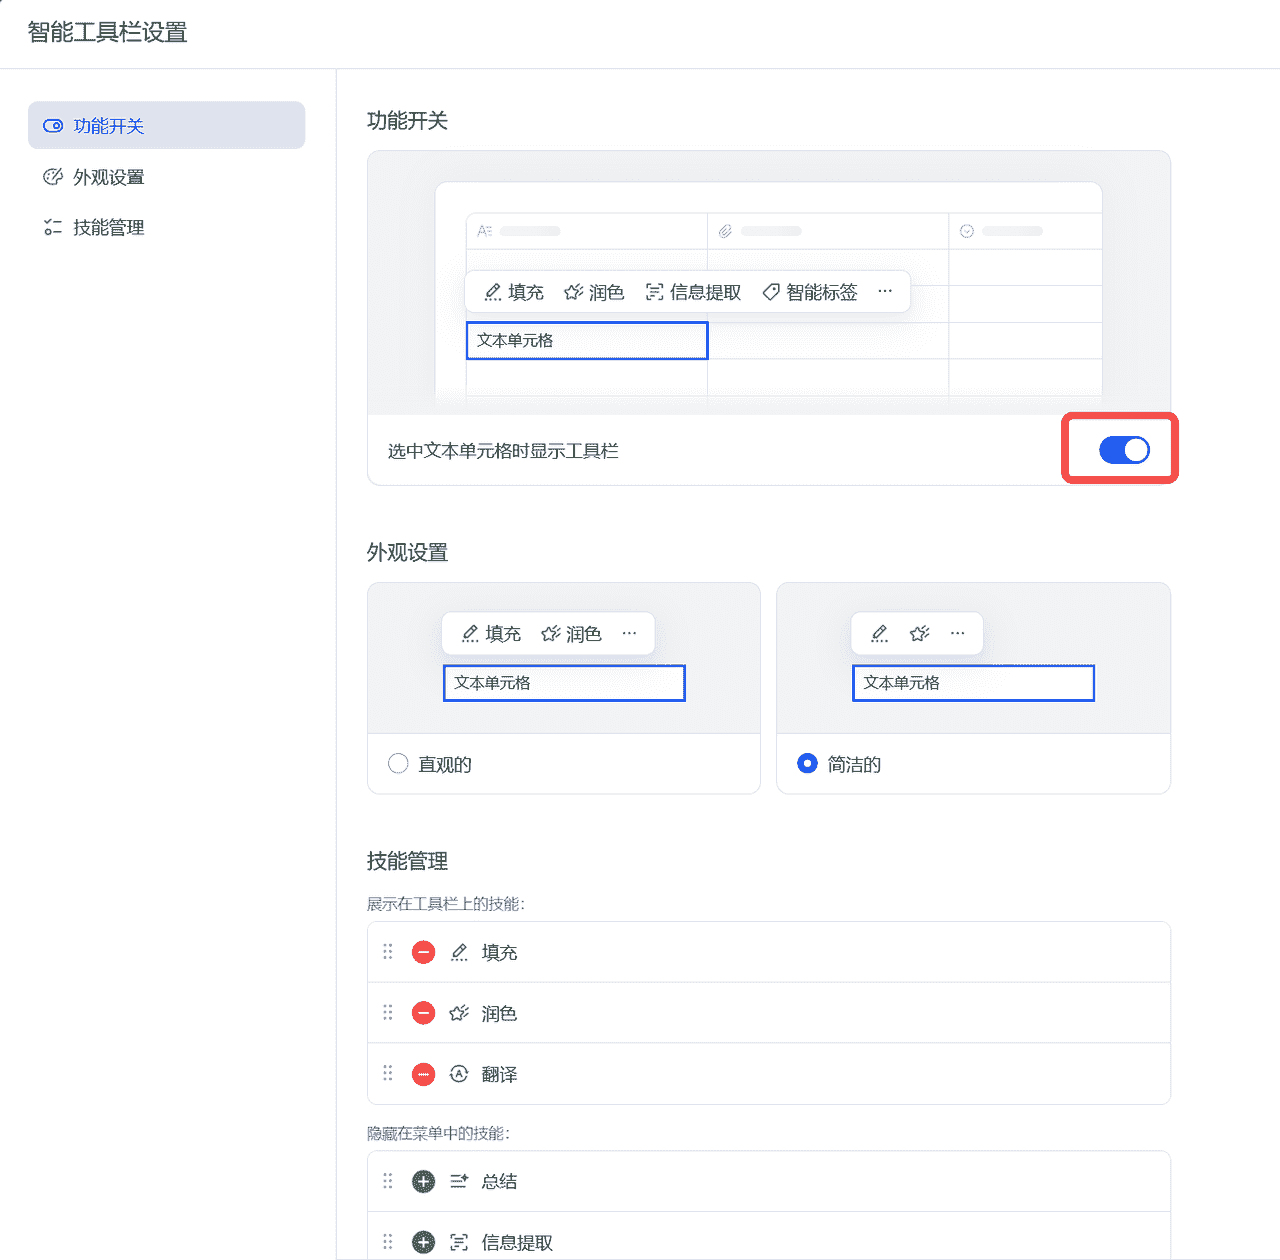 智能工具栏设置
功能开关
外观设置
技能管理
功能开关
填充 润色 信息提取 智能标签 ···
文本单元格
选中文本单元格时显示工具栏
外观设置
填充 润色 ···
文本单元格
直观的
···
文本单元格
简洁的
技能管理
展示在工具栏上的技能：
填充
润色
翻译
隐藏在菜单中的技能：
总结
信息提取